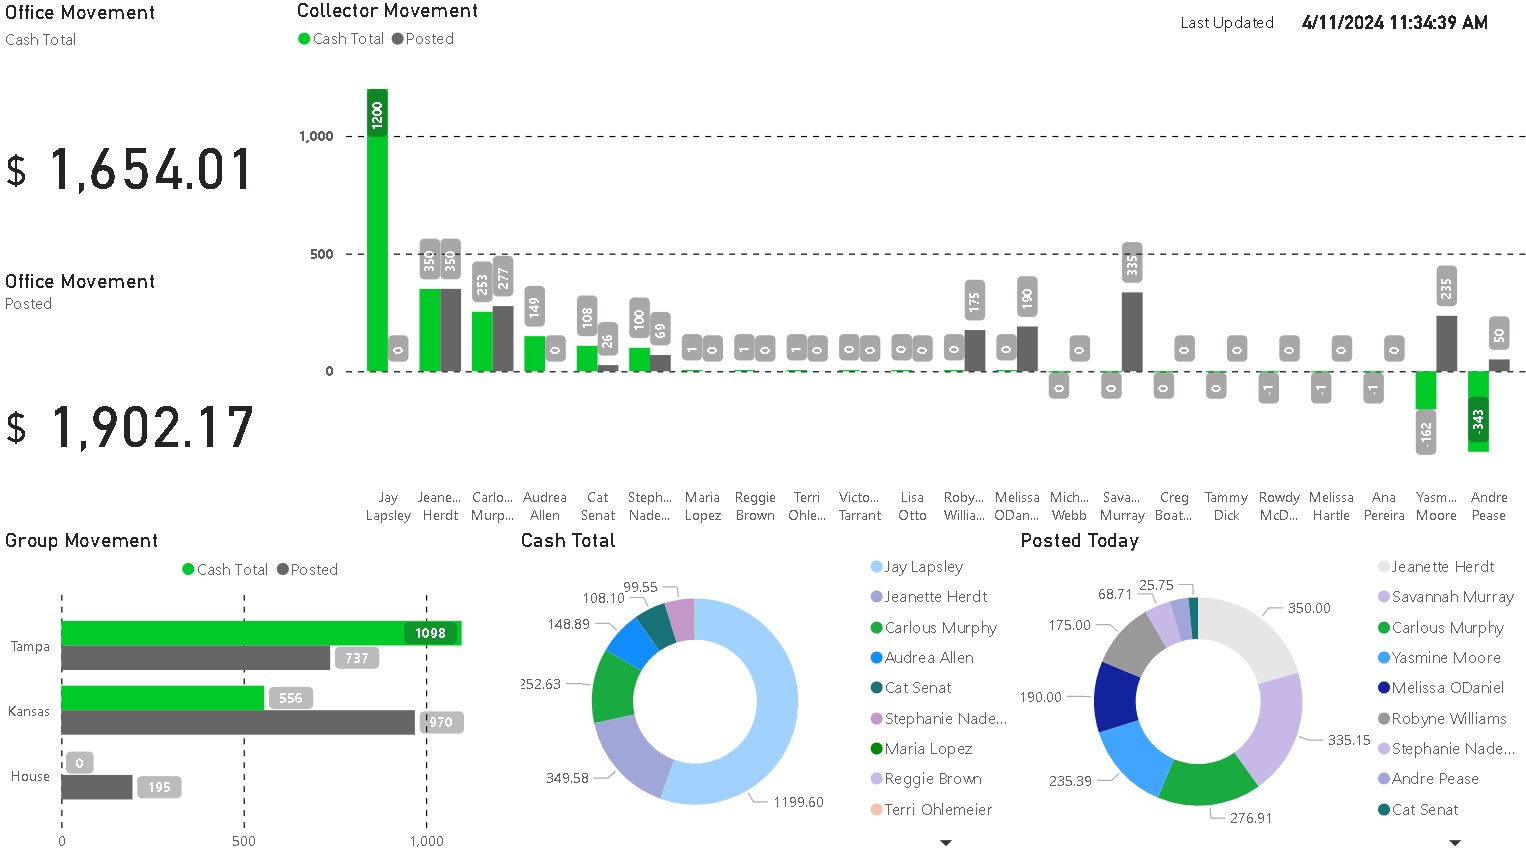 Office Movement
Cash Total
$ 1,654.01
Office Movement
Posted
$ 1,902.17
Collector Movement
Cash Total Posted
Last Updated 4/11/2024 11:34:39 AM
1,000
500
0
1200 0 350 350 253 277 149 0 108 26 100 69 1 0 1 0 1 0 0 0 0 0 0 175 0 190 0 0 0 335 0 0 0 0 -1 0 -1 0 -1 0 -162 235 -343 50
Jay Jeane... Carlo... Audrea Cat Steph... Maria Reggie Terri Victo... Lisa Roby... Melissa Mich... Sava... Creg Tammy Rowdy Melissa Ana Yasm... Andre
Lapsley Herdt Murp... Allen Senat Nade... Lopez Brown Ohle... Tarrant Otto Willia... ODan... Webb Murray Boat... Dick McD... Hartle Pereira Moore Pease
Group Movement
Cash Total Posted
Tampa 1098
737
Kansas 556
970
House 0
195
0 500 1,000
Cash Total
99.55
108.10
148.89
252.63
349.58
1199.60
Jay Lapsley
Jeanette Herdt
Carlous Murphy
Audrea Allen
Cat Senat
Stephanie Nade...
Maria Lopez
Reggie Brown
Terri Ohlemeier
Posted Today
25.75
68.71
175.00
190.00
235.39
276.91
335.15
350.00
Jeanette Herdt
Savannah Murray
Carlous Murphy
Yasmine Moore
Melissa ODaniel
Robyne Williams
Stephanie Nade...
Andre Pease
Cat Senat